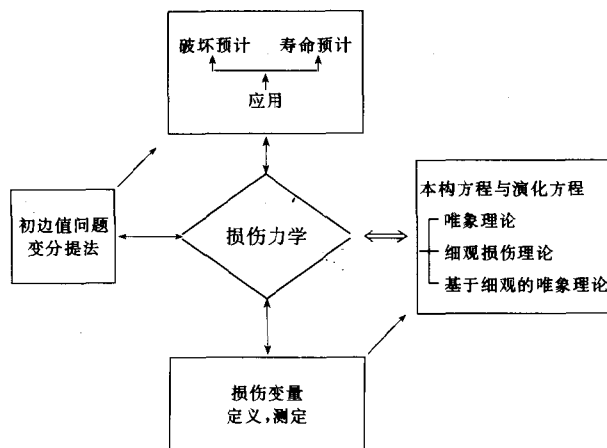 破坏预计 寿命预计
应用
初边值问题
变分提法
损伤力学
本构方程与演化方程
唯象理论
细观损伤理论
基于细观的唯象理论
损伤变量
定义,测定